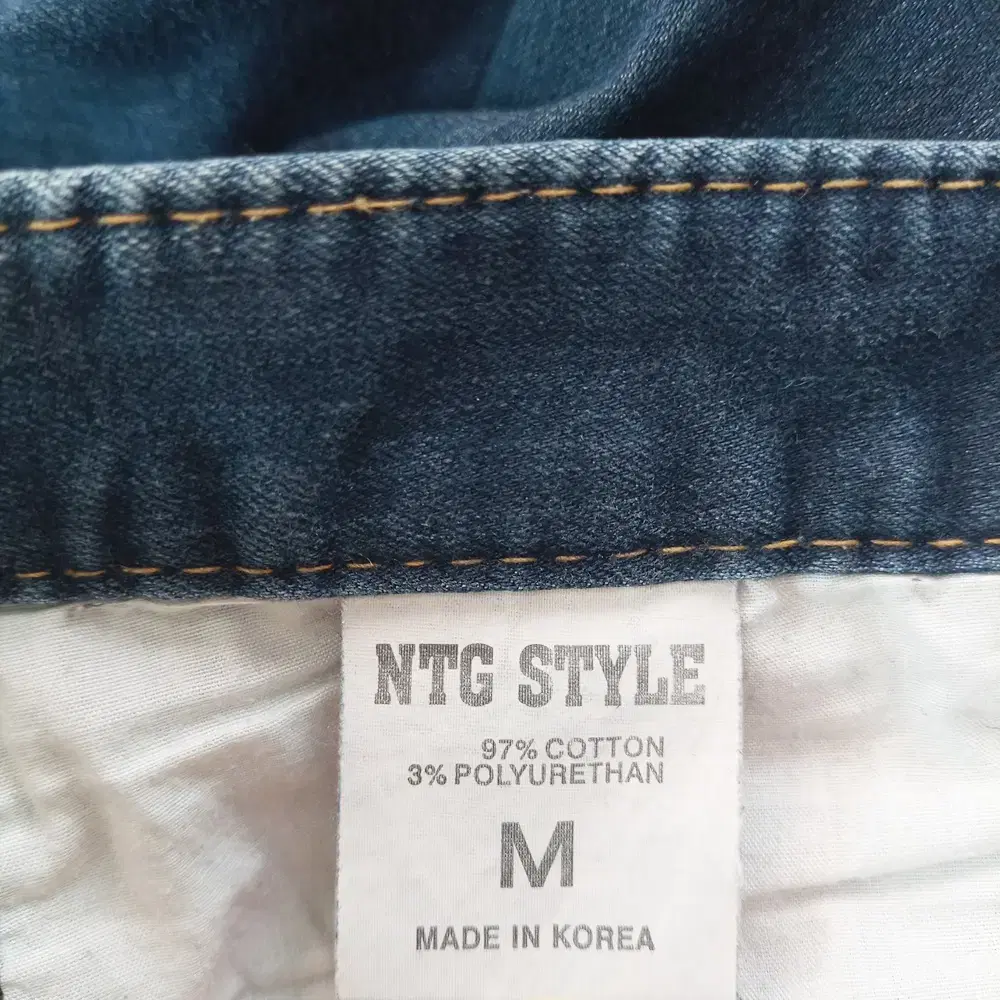 NTG STYLE
97% COTTON
3% POLYURETHAN
M
MADE IN KOREA